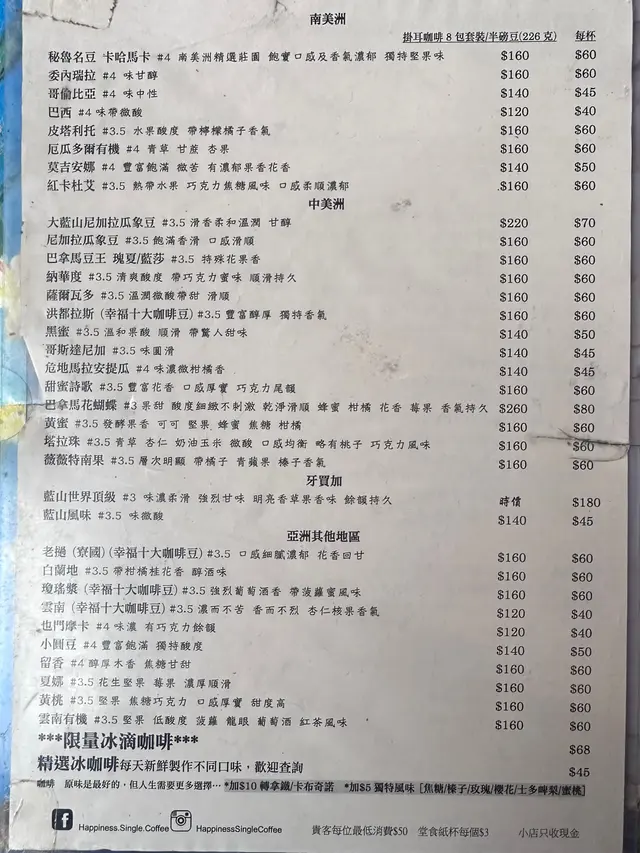 南美洲
掛耳咖啡 8 包套裝/半磅豆(226 克) 每杯
秘魯名豆 卡哈馬卡 #4 南美洲精選莊園 飽實口感及香氣濃郁 獨特堅果味 $160 $60
委內瑞拉 #4 味甘醇 $160 $60
哥倫比亞 #4 味中性 $140 $45
巴西 #4 味帶微酸 $120 $40
皮塔利托 #3.5 水果酸度 帶檸檬橘子香氣 $160 $60
厄瓜多爾有機 #4 青草 甘蔗 杏果 $160 $60
莫吉安娜 #4 豐富飽滿 微苦 有濃郁果香花香 $140 $50
紅卡杜艾 #3.5 熱帶水果 巧克力焦糖風味 口感柔順濃郁 $160 $60
中美洲
大藍山尼加拉瓜象豆 #3.5 滑香柔和溫潤 甘醇 $220 $70
尼加拉瓜象豆 #3.5 飽滿香滑 口感滑順 $160 $60
巴拿馬豆王 瑰夏/藍莎 #3.5 特殊花果香 $160 $60
納華度 #3.5 清爽酸度 帶巧克力蜜味 順滑持久 $160 $60
薩爾瓦多 #3.5 溫潤微酸帶甜 滑順 $160 $60
洪都拉斯 (幸福十大咖啡豆) #3.5 豐富醇厚 獨特香氣 $160 $60
黑蜜 #3.5 溫和果酸 順滑 帶驚人甜味 $140 $50
哥斯達尼加 #3.5 味圓滑 $140 $45
危地馬拉安提瓜 #4 味濃微柑橘香 $140 $45
甜蜜詩歌 #3.5 豐富花香 口感厚實 巧克力尾韻 $160 $60
巴拿馬花蝴蝶 #3 果甜 酸度細緻不刺激 乾淨滑順 蜂蜜 柑橘 花香 莓果 香氣持久 $260 $80
黃蜜 #3.5 發酵果香 可可 堅果 蜂蜜 焦糖 柑橘 $160 $60
塔拉珠 #3.5 青草 杏仁 奶油玉米 微酸 口感均衡 略有桃子 巧克力風味 $160 $60
薇薇特南果 #3.5 層次明顯 帶橘子 青蘋果 榛子香氣 $160 $60
牙買加
藍山世界頂級 #3 味濃柔滑 強烈甘味 明亮香草果香味 餘韻持久 時價 $180
藍山風味 #3.5 味微酸 $140 $45
亞洲其他地區
老撾 (寮國) (幸福十大咖啡豆) #3.5 口感細膩濃郁 花香回甘 $160 $60
白蘭地 #3.5 帶柑橘桂花香 醇酒味 $160 $60
瓊瑤漿 (幸福十大咖啡豆) #3.5 強烈葡萄酒香 帶菠蘿蜜風味 $160 $60
雲南 (幸福十大咖啡豆) #3.5 濃而不苦 香而不烈 杏仁核果香氣 $120 $40
也門摩卡 #4 味濃 有巧克力餘韻 $120 $40
小圓豆 #4 豐富飽滿 獨特酸度 $140 $50
留香 #4 醇厚木香 焦糖甘甜 $160 $60
夏娜 #3.5 花生堅果 莓果 濃厚順滑 $160 $60
黃桃 #3.5 堅果 焦糖巧克力 口感厚實 甜度高 $160 $60
雲南有機 #3.5 堅果 低酸度 菠蘿 龍眼 葡萄酒 紅茶風味 $160 $60
***限量冰滴咖啡*** $68
精選冰咖啡每天新鮮製作不同口味，歡迎查詢 $45
咖啡 原味是最好的，但人生需要更多選擇… *加$10 轉拿鐵/卡布奇諾 *加$5 獨特風味 [焦糖/榛子/玫瑰/櫻花/士多啤梨/蜜桃]
Happiness.Single.Coffee HappinessSingleCoffee 貴客每位最低消費$50 堂食紙杯每個$3 小店只收現金